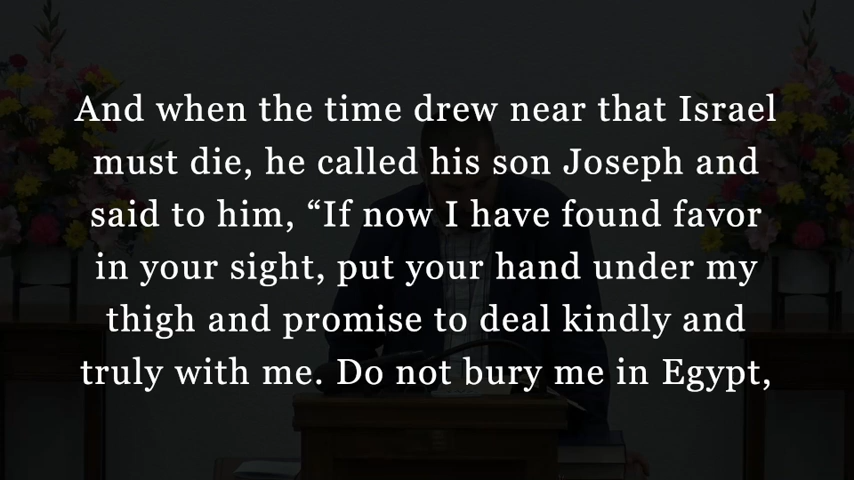 And when the time drew near that Israel
must die, he called his son Joseph and
said to him, “If now I have found favor
in your sight, put your hand under my
thigh and promise to deal kindly and
truly with me. Do not bury me in Egypt,